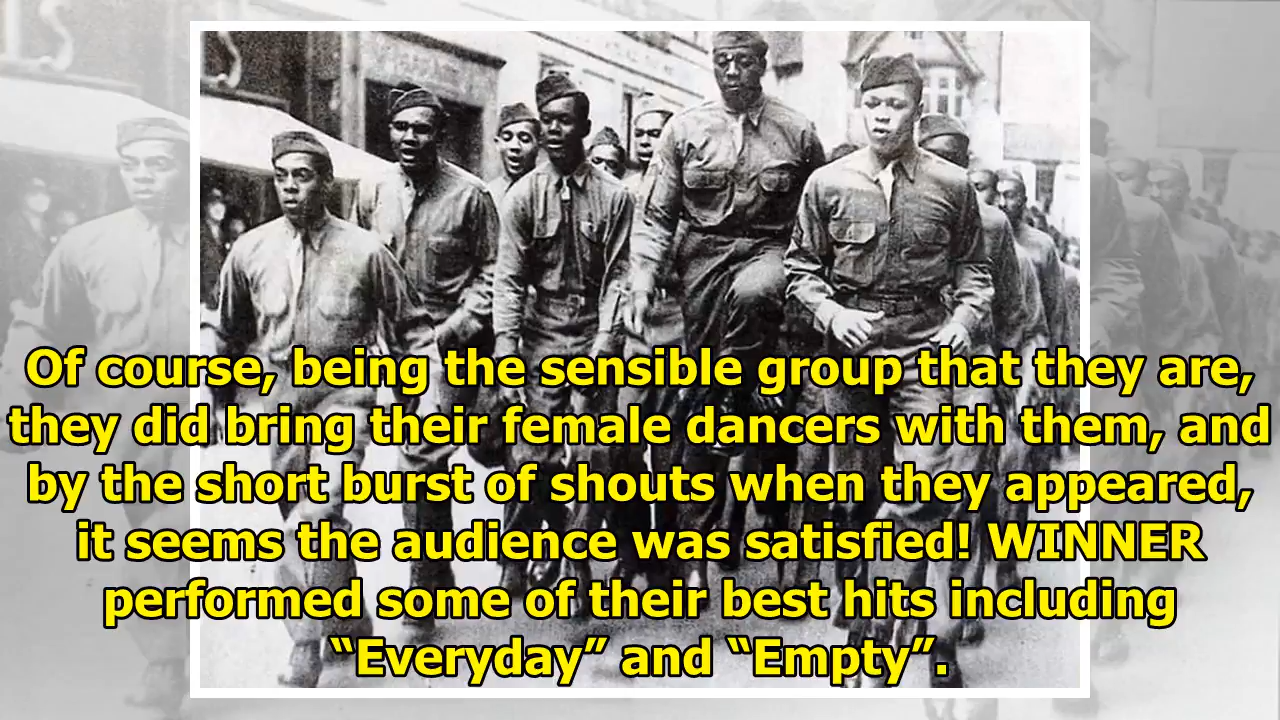 Of course, being the sensible group that they are,
they did bring their female dancers with them, and
by the short burst of shouts when they appeared,
it seems the audience was satisfied! WINNER
performed some of their best hits including
“Everyday” and “Empty”.